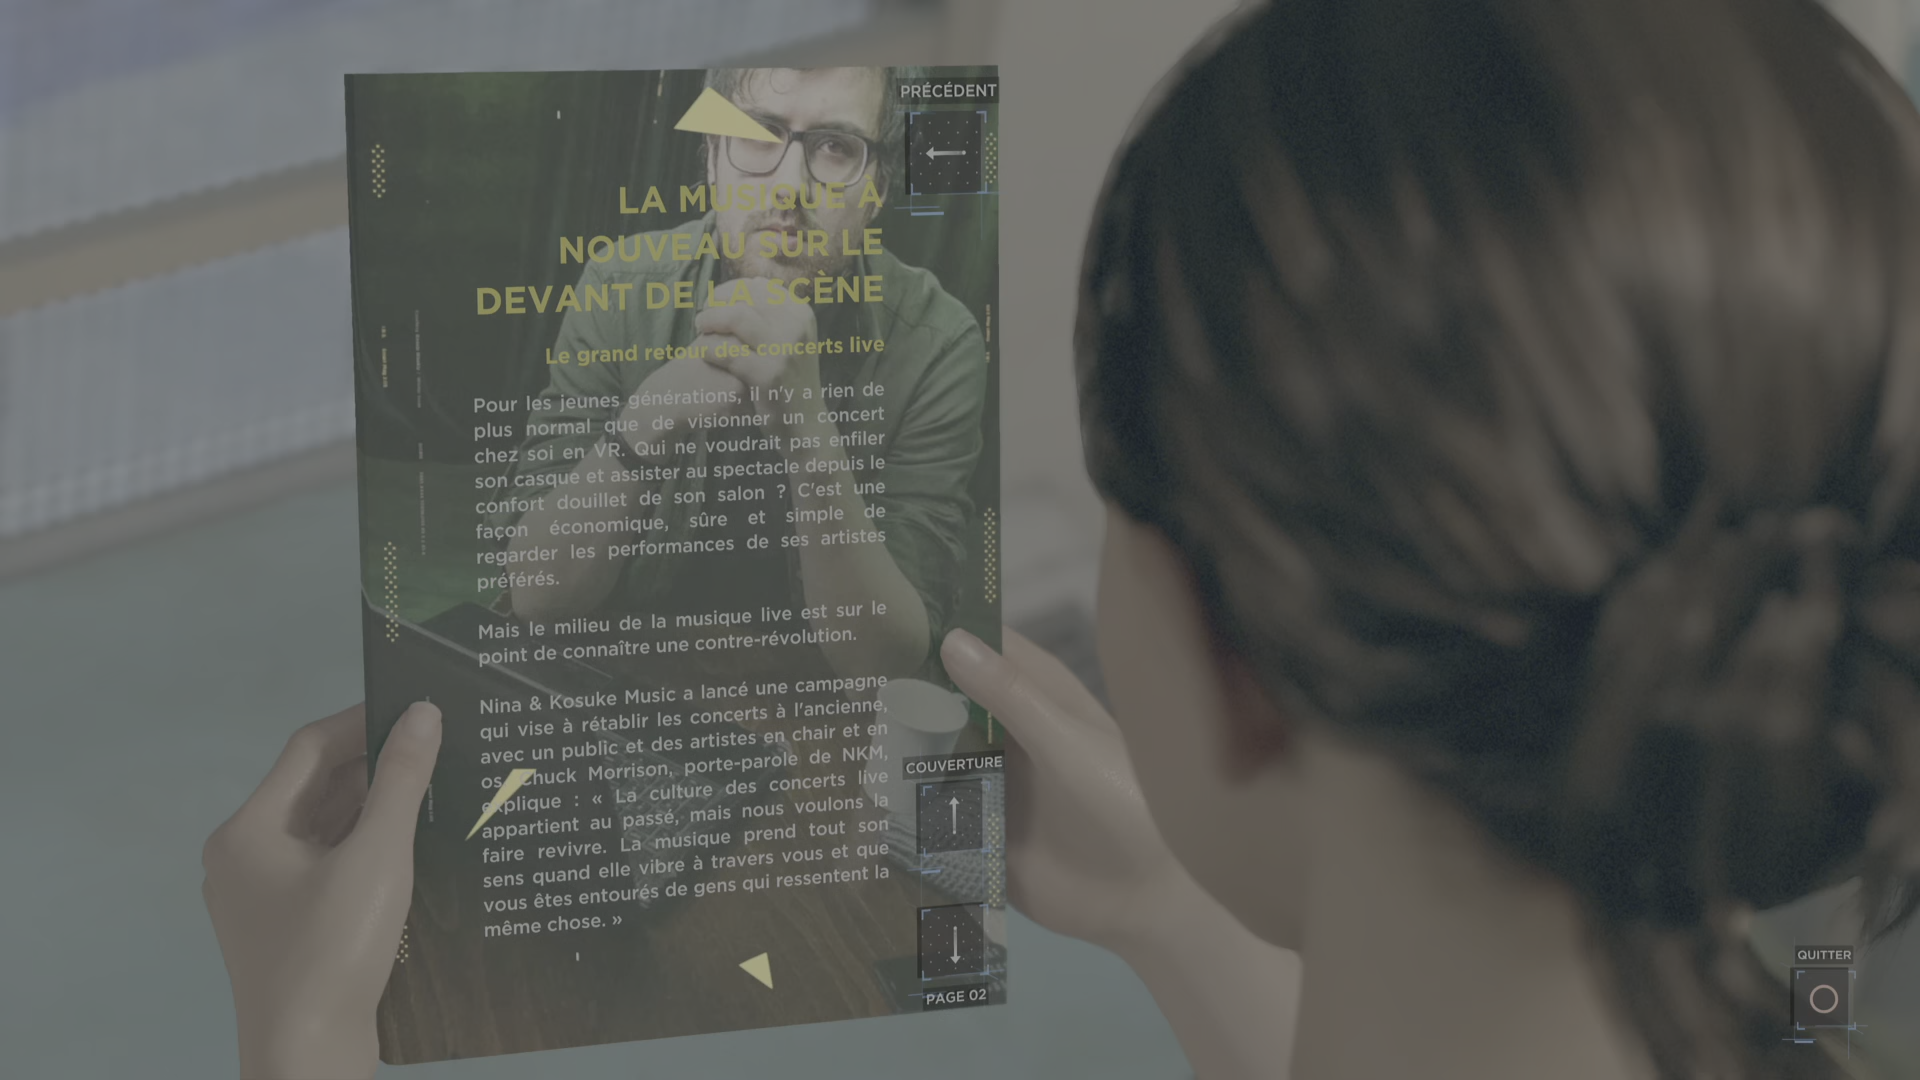 PRÉCÉDENT
LA MUSIQUE À
NOUVEAU SUR LE
DEVANT DE LA SCÈNE
Le grand retour des concerts live
Pour les jeunes générations, il n'y a rien de
plus normal que de visionner un concert
chez soi en VR. Qui ne voudrait pas enfiler
son casque et assister au spectacle depuis le
confort douillet de son salon ? C'est une
façon économique, sûre et simple de
regarder les performances de ses artistes
préférés.
Mais le milieu de la musique live est sur le
point de connaître une contre-révolution.
Nina & Kosuke Music a lancé une campagne
qui vise à rétablir les concerts à l'ancienne,
avec un public et des artistes en chair et en
os. Chuck Morrison, porte-parole de NKM,
explique : « La culture des concerts live
appartient au passé, mais nous voulons la
faire revivre. La musique prend tout son
sens quand elle vibre à travers vous et que
vous êtes entourés de gens qui ressentent la
même chose. »
COUVERTURE
PAGE 02
QUITTER